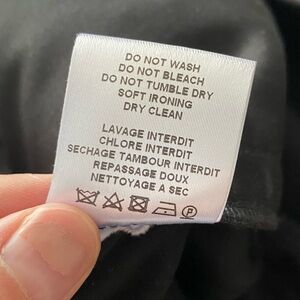 DO NOT WASH
DO NOT BLEACH
DO NOT TUMBLE DRY
SOFT IRONING
DRY CLEAN
LAVAGE INTERDIT
CHLORE INTERDIT
SECHAGE TAMBOUR INTERDIT
REPASSAGE DOUX
NETTOYAGE A SEC
P